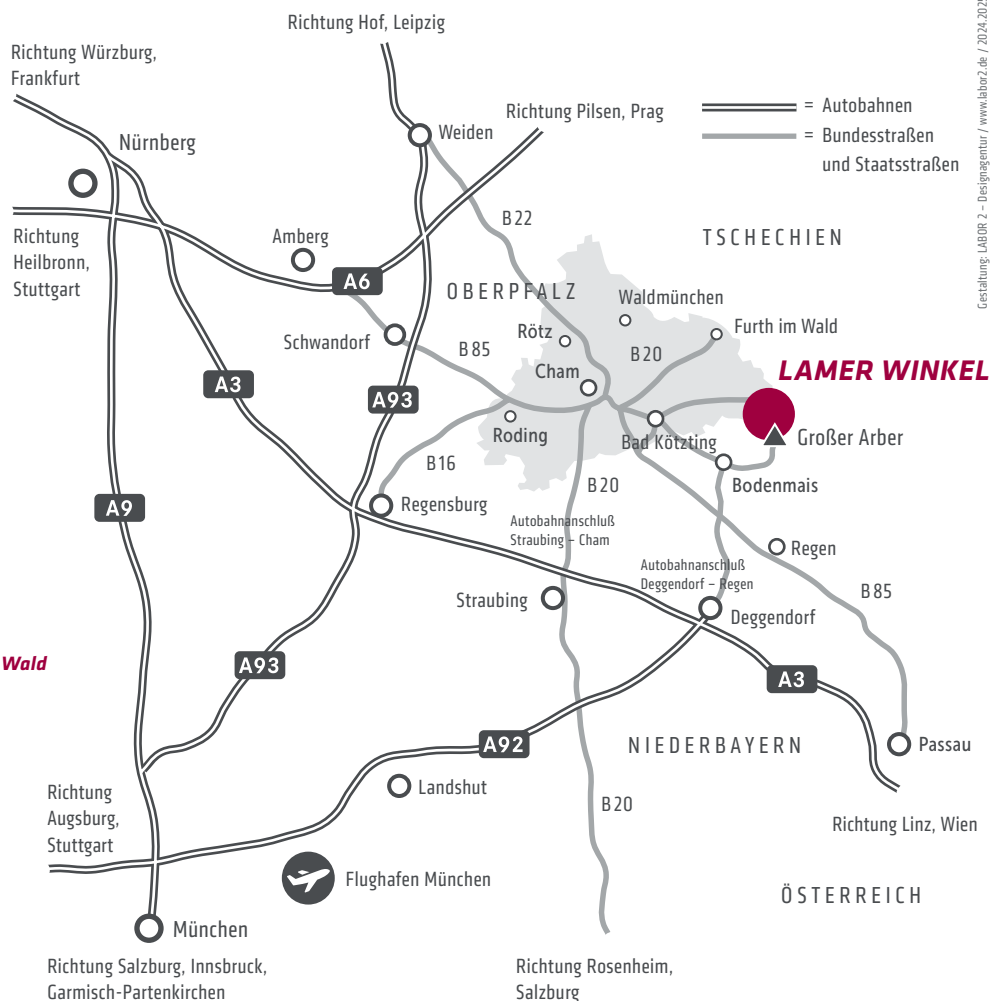 Richtung Hof, Leipzig
Richtung Würzburg,
Frankfurt
Richtung Pilsen, Prag
= Autobahnen
= Bundesstraßen
und Staatsstraßen
Gestaltung: LABOR 2 – Designagentur / www.labor2.de / 2024.2025
Weiden
Nürnberg
B22
Richtung
Heilbronn,
Stuttgart
Amberg
A6
TSCHECHIEN
OBERPFALZ
Waldmünchen
Furth im Wald
Rötz
Schwandorf
B85
B20
Cham
LAMER WINKEL
A3
A93
Roding
Bad Kötzting
Großer Arber
B16
B20
Bodenmais
A9
Regensburg
Autobahnanschluß
Straubing – Cham
Regen
Autobahnanschluß
Deggendorf – Regen
B85
Straubing
Deggendorf
Wald
A93
A3
A92
NIEDERBAYERN
Passau
Landshut
Richtung
Augsburg,
Stuttgart
B20
Richtung Linz, Wien
Flughafen München
ÖSTERREICH
München
Richtung Salzburg, Innsbruck,
Garmisch-Partenkirchen
Richtung Rosenheim,
Salzburg